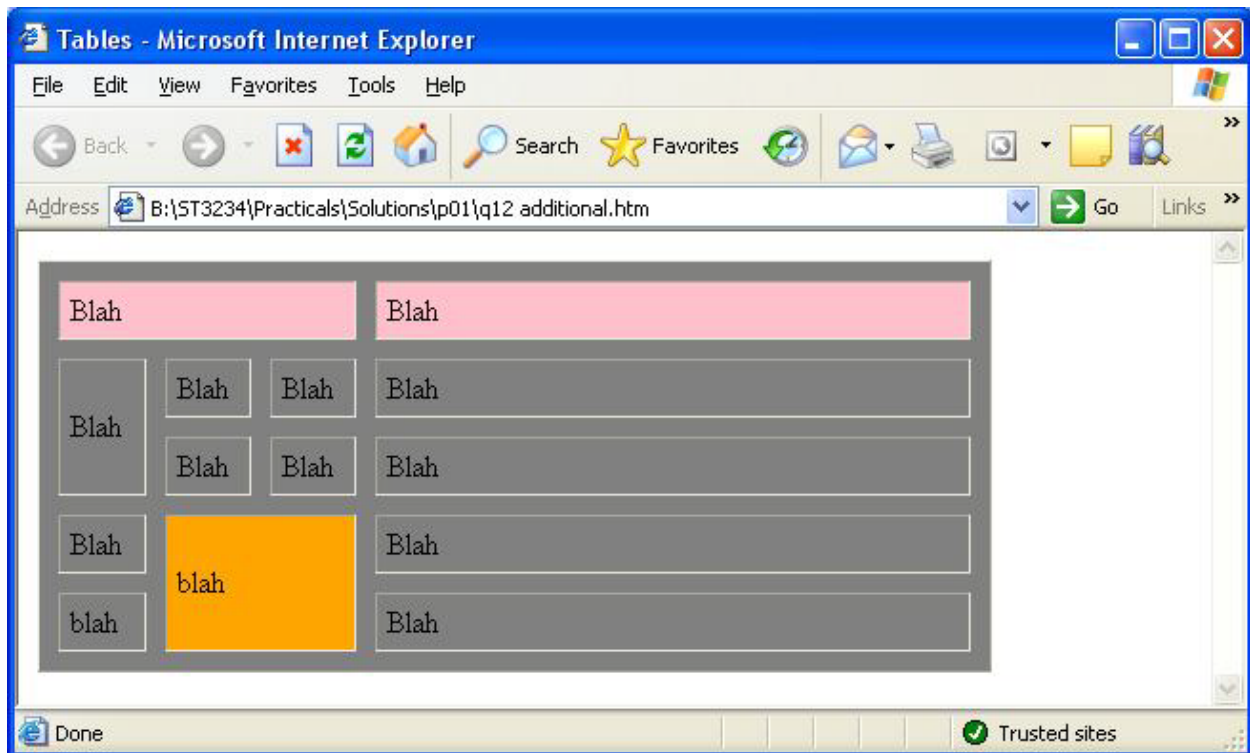 Tables - Microsoft Internet Explorer
File Edit View Favorites Tools Help
Back Search Favorites »
Address B:\ST3234\Practicals\Solutions\p01\q12 additional.htm Go Links »
Blah Blah
Blah Blah Blah
Blah
Blah Blah Blah
Blah blah Blah
blah Blah
Done Trusted sites